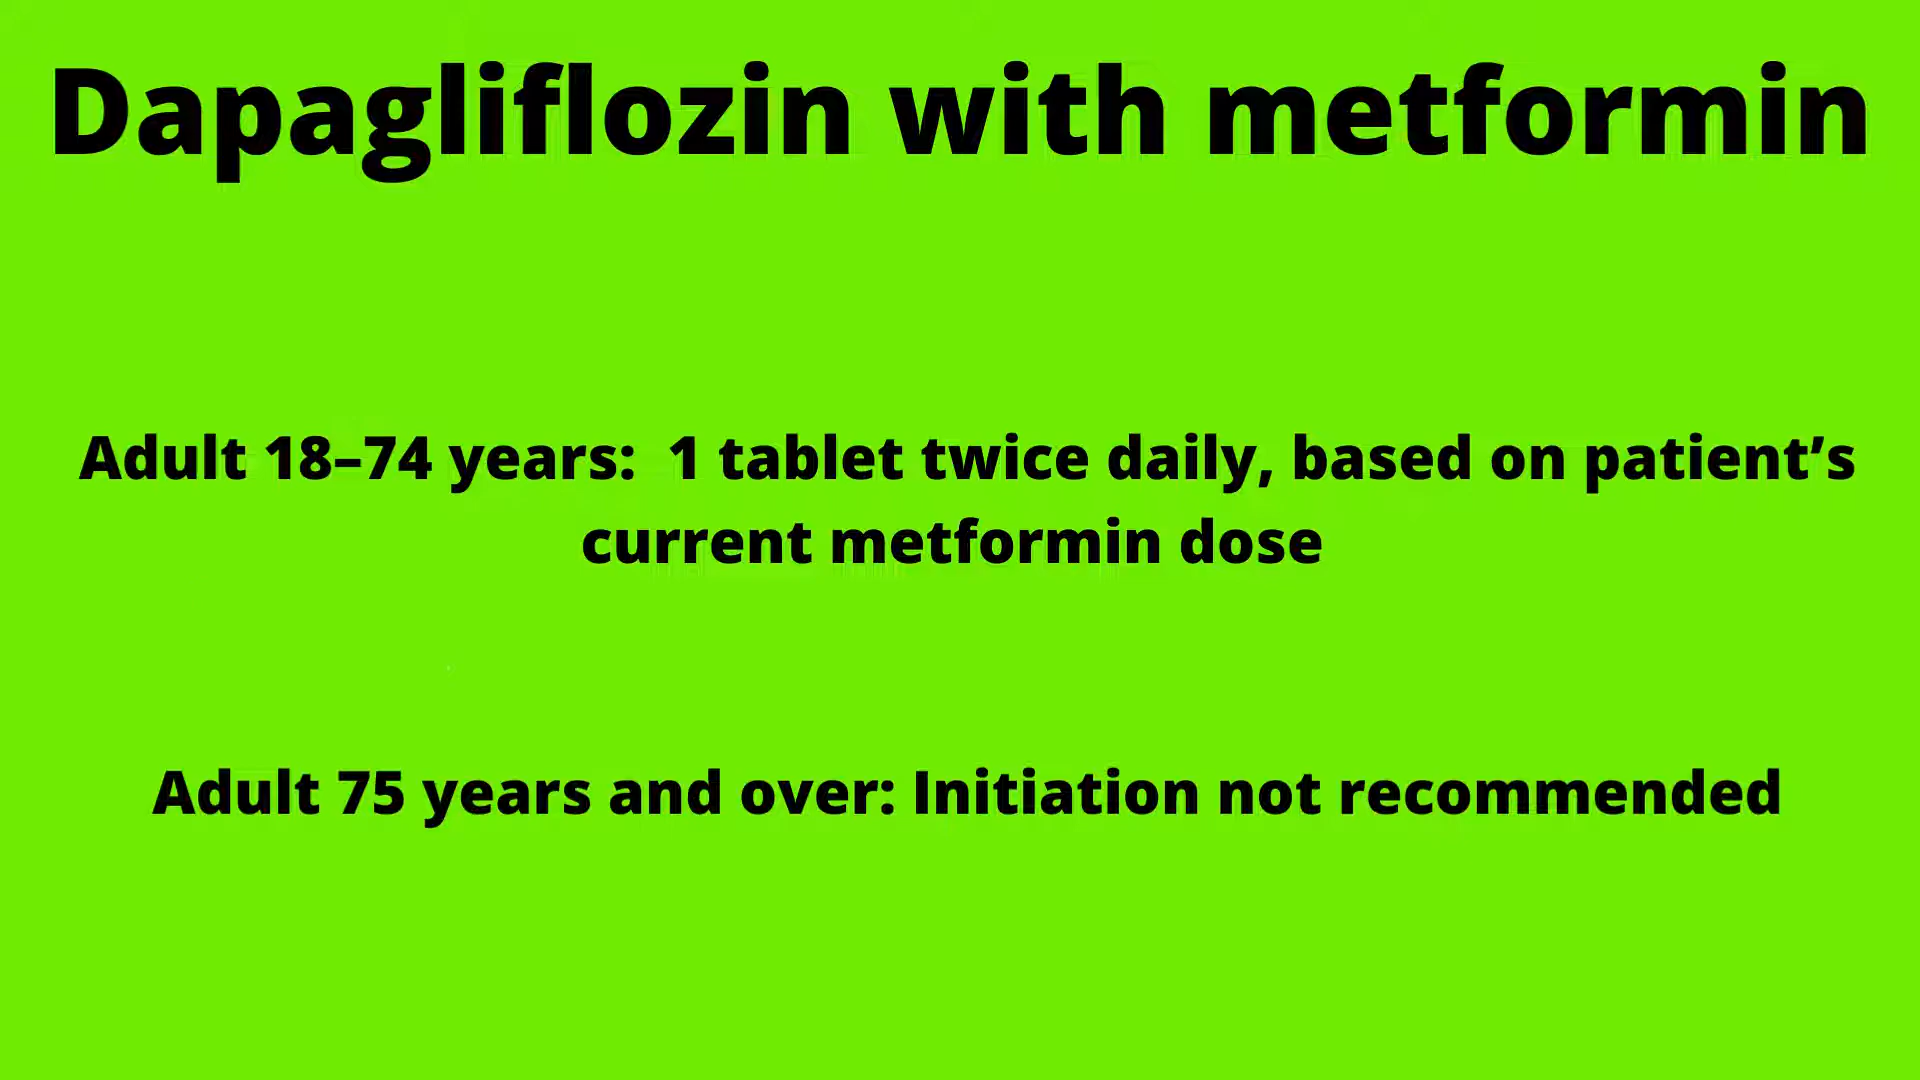 Dapagliflozin with metformin
Adult 18–74 years:  1 tablet twice daily, based on patient’s
current metformin dose
Adult 75 years and over: Initiation not recommended